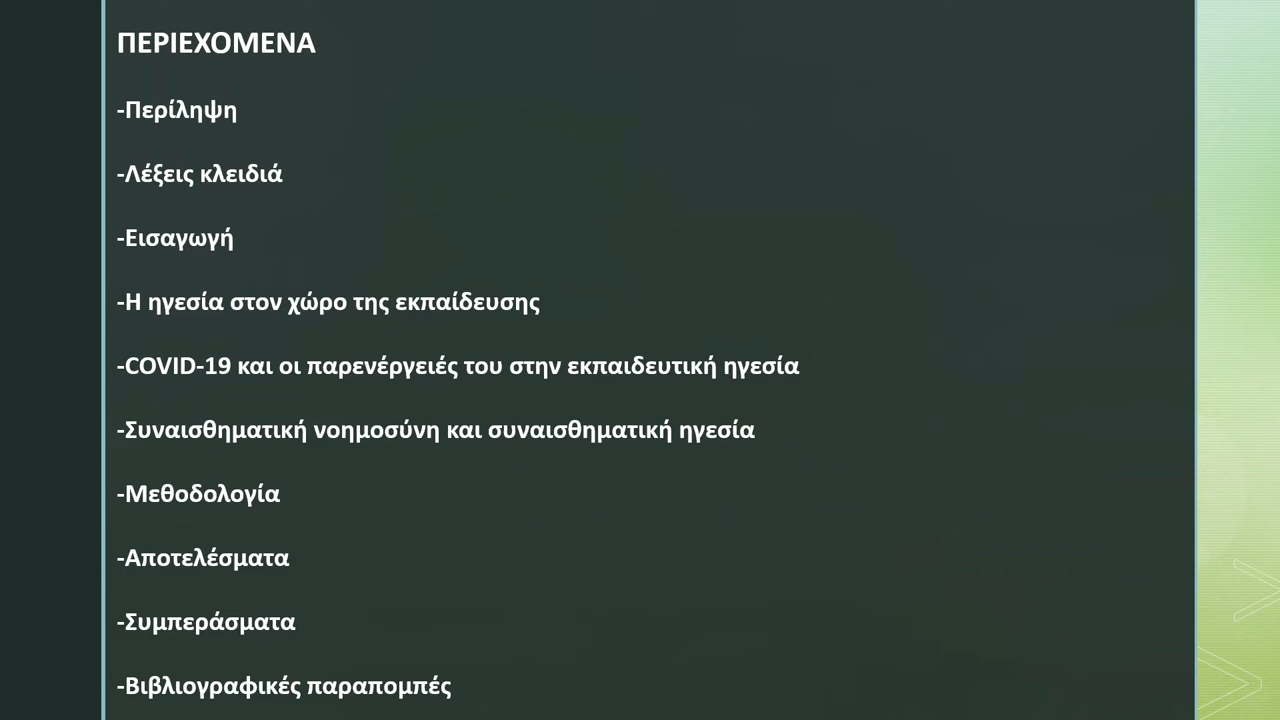 ΠΕΡΙΕΧΟΜΕΝΑ
-Περίληψη
-Λέξεις κλειδιά
-Εισαγωγή
-Η ηγεσία στον χώρο της εκπαίδευσης
-COVID-19 και οι παρενέργειές του στην εκπαιδευτική ηγεσία
-Συναισθηματική νοημοσύνη και συναισθηματική ηγεσία
-Μεθοδολογία
-Αποτελέσματα
-Συμπεράσματα
-Βιβλιογραφικές παραπομπές